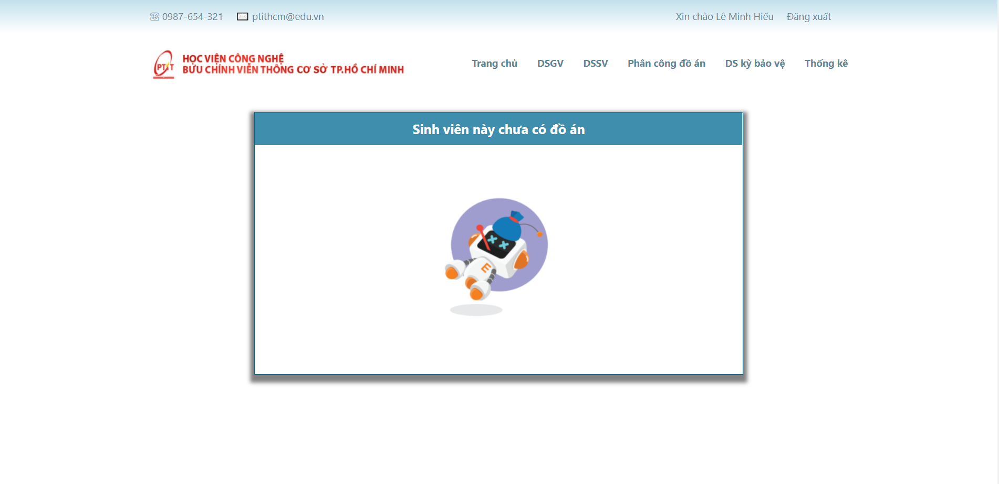 0987-654-321 ptithcm@edu.vn Xin chào Lê Minh Hiếu Đăng xuất
PTIT
HỌC VIỆN CÔNG NGHỆ
BƯU CHÍNH VIỄN THÔNG CƠ SỞ TP.HỒ CHÍ MINH
Trang chủ DSGV DSSV Phân công đồ án DS kỳ bảo vệ Thống kê
Sinh viên này chưa có đồ án
E